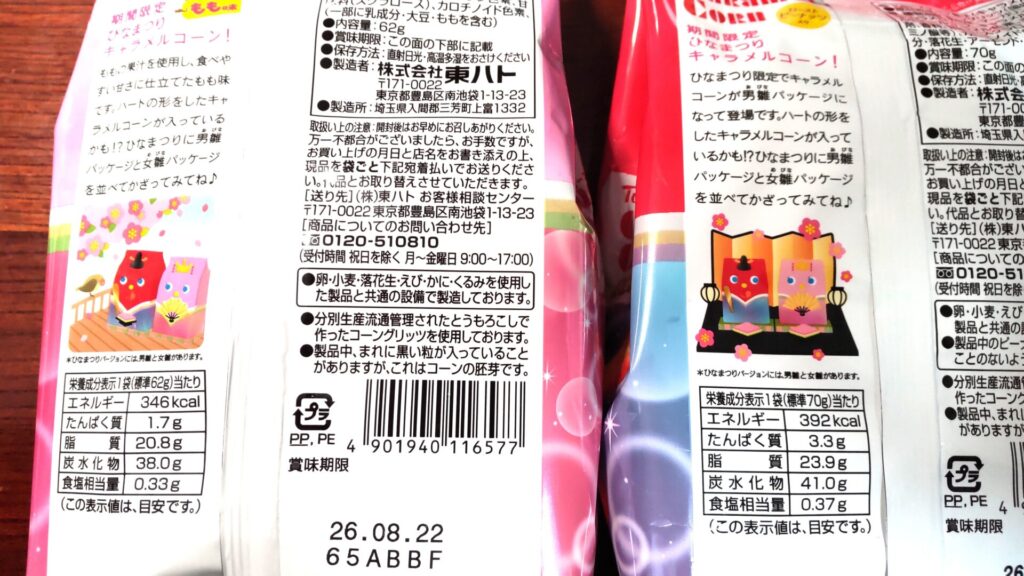 期間限定
ひなまつり
キャラメルコーン!
もも味
ももの果汁を使用し、食べや
すい甘さに仕立てたもも味
です。ハートの形をしたキャ
ラメルコーンが入っている
かも!?ひなまつりに男雛
パッケージと女雛パッケージ
を並べてかざってみてね♪
*ひなまつりバージョンには、男雛と女雛があります。
栄養成分表示1袋(標準62g)当たり
エネルギー 346kcal
たんぱく質 1.7g
脂質 20.8g
炭水化物 38.0g
食塩相当量 0.33g
(この表示値は、目安です。)
(スクラロース)、カロチノイド色素、
(一部に乳成分・大豆・ももを含む)
●内容量:62g
●賞味期限:この面の下部に記載
●保存方法:直射日光・高温多湿をおさけください
●製造者:株式会社東ハト
〒171-0022
東京都豊島区南池袋1-13-23
●製造所:埼玉県入間郡三芳町上富1332
取扱い上の注意:開封後はお早めにお召しあがりください。
万一不都合がございましたら、お手数ですが、
お買い上げの月日と店名をお書き添えの上、
現品を袋ごと下記宛着払いでお送りくださ
い。代品とお取り替えさせていただきます。
[送り先](株)東ハト お客様相談センター
〒171-0022 東京都豊島区南池袋1-13-23
[商品についてのお問い合わせ先]
0120-510810
(受付時間 祝日を除く 月~金曜日 9:00~17:00)
●卵・小麦・落花生・えび・かに・くるみを使用し
た製品と共通の設備で製造しております。
●分別生産流通管理されたとうもろこしで
作ったコーングリッツを使用しております。
●製品中、まれに黒い粒が入っていること
がありますが、これはコーンの胚芽です。
プラ
PP, PE
4 901940 116577
賞味期限
26.08.22
65ABBF
CORN
ローストピーナッツ入り
期間限定
ひなまつり
キャラメルコーン!
ひなまつり限定でキャラメル
コーンが男雛パッケージに
なって登場です。ハートの形を
したキャラメルコーンが入って
いるかも!?ひなまつりに男雛
パッケージと女雛パッケージ
を並べてかざってみてね♪
*ひなまつりバージョンには、男雛と女雛があります。
栄養成分表示1袋(標準70g)当たり
エネルギー 392kcal
たんぱく質 3.3g
脂質 23.9g
炭水化物 41.0g
食塩相当量 0.37g
(この表示値は、目安です。)
●内容量:70g
●賞味期限:この面の
●保存方法:直射日光
●製造者:株式
〒171-00
東京都豊
●製造所:埼玉県入
取扱い上の注意:開封後は
万一不都合がござい
お買い上げの月日と
現品を袋ごと下記
い。代品とお取り替え
[送り先](株)東ハト
〒171-0022 東京都
[商品についての
0120-51
(受付時間 祝日を除
●卵・小麦・えび
製品と共通の
●製品中のピー
ことのないよ
●分別生産流通
作ったコーング
●製品中、まれ
がありますが
プラ
PP, PE
4
賞味期限
26